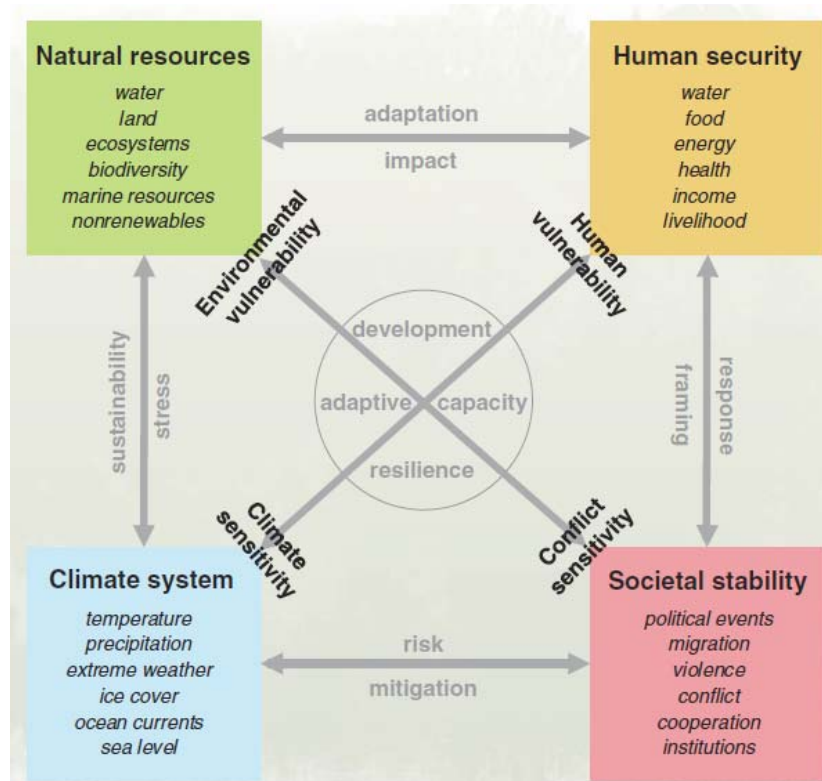 Natural resources
water
land
ecosystems
biodiversity
marine resources
nonrenewables
adaptation
impact
Human security
water
food
energy
health
income
livelihood
Environmental
vulnerability
Human
vulnerability
sustainability
stress
development
adaptive capacity
resilience
framing
response
Climate
sensitivity
Conflict
sensitivity
Climate system
temperature
precipitation
extreme weather
ice cover
ocean currents
sea level
risk
mitigation
Societal stability
political events
migration
violence
conflict
cooperation
institutions